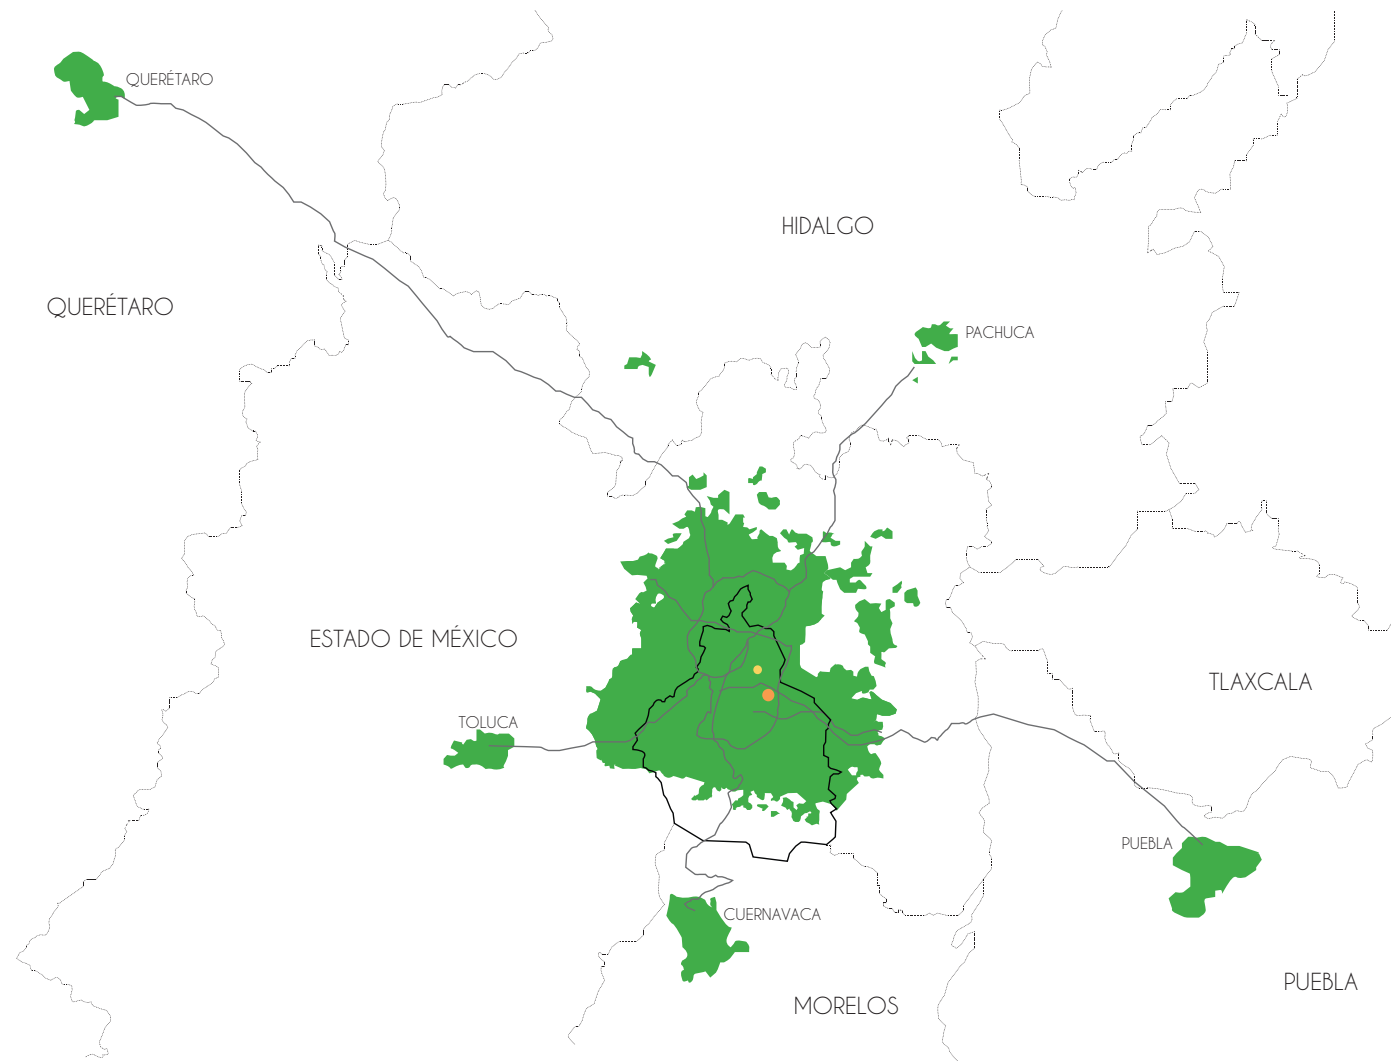 QUERÉTARO
HIDALGO
QUERÉTARO
PACHUCA
ESTADO DE MÉXICO
TLAXCALA
TOLUCA
PUEBLA
CUERNAVACA
PUEBLA
MORELOS